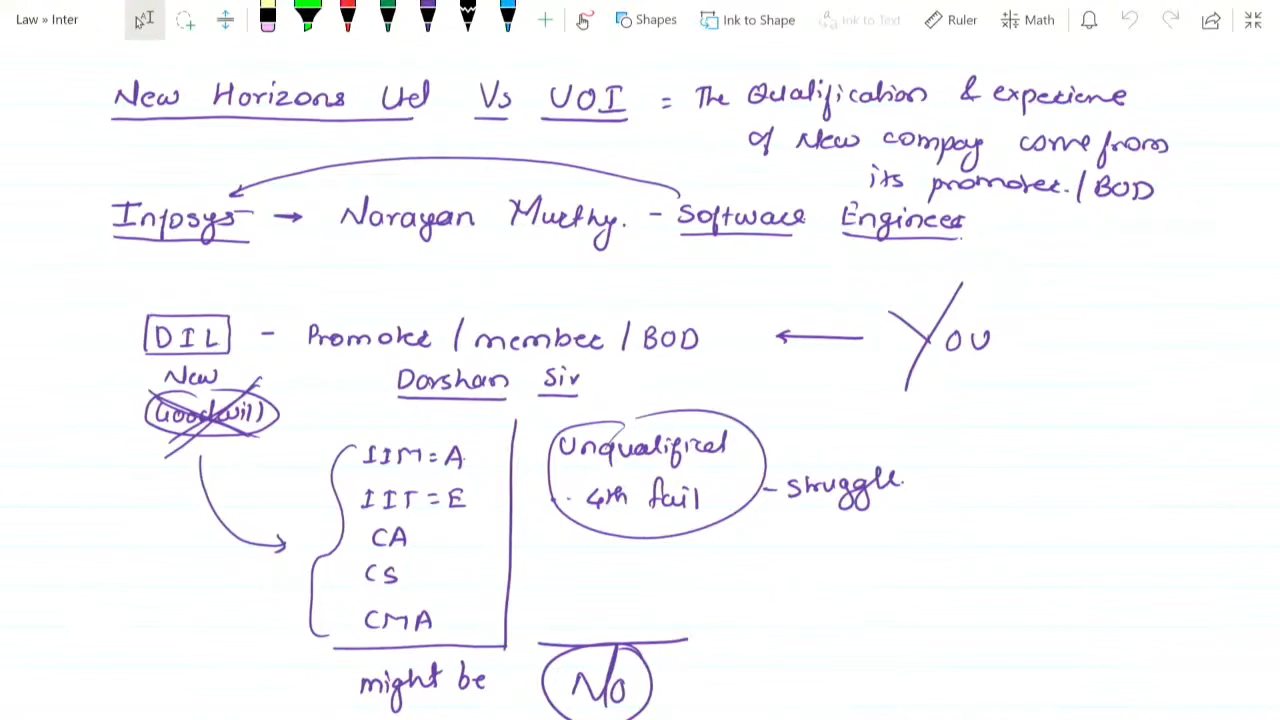 Law » Inter
Shapes
Ink to Shape
Ink to Text
Ruler
Math
New Horizons Ltd Vs UOI = The Qualification & experience
of New company come from
its promoter./BOD
Infosys → Narayan Murthy. - Software Engineer
DIL - Promoter / member / BOD ← You
New Darshan Sir
Goodwill
IIM = A
IIT = E
CA
CS
CMA
might be
Unqualified
4th fail - struggle.
No